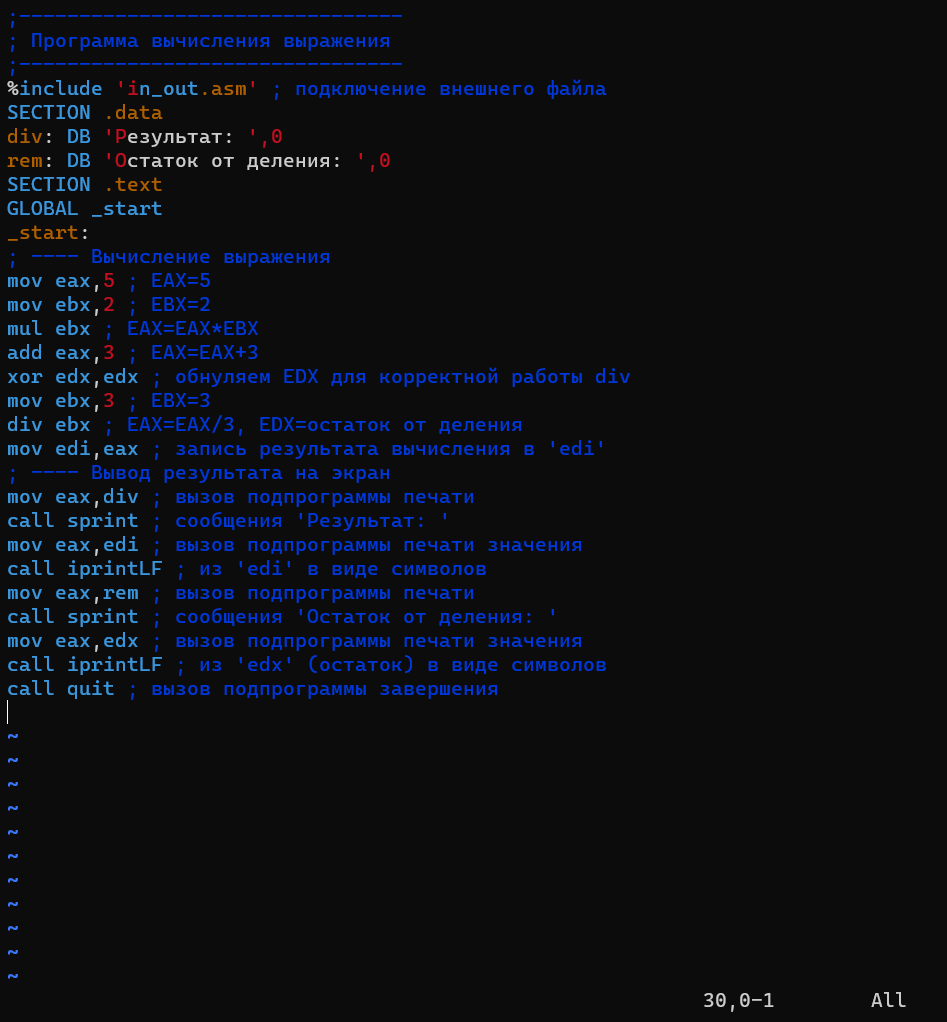 ;--------------------------------
; Программа вычисления выражения
;--------------------------------
%include 'in_out.asm' ; подключение внешнего файла
SECTION .data
div: DB 'Результат: ',0
rem: DB 'Остаток от деления: ',0
SECTION .text
GLOBAL _start
_start:
; ---- Вычисление выражения
mov eax,5 ; EAX=5
mov ebx,2 ; EBX=2
mul ebx ; EAX=EAX*EBX
add eax,3 ; EAX=EAX+3
xor edx,edx ; обнуляем EDX для корректной работы div
mov ebx,3 ; EBX=3
div ebx ; EAX=EAX/3, EDX=остаток от деления
mov edi,eax ; запись результата вычисления в 'edi'
; ---- Вывод результата на экран
mov eax,div ; вызов подпрограммы печати
call sprint ; сообщения 'Результат: '
mov eax,edi ; вызов подпрограммы печати значения
call iprintLF ; из 'edi' в виде символов
mov eax,rem ; вызов подпрограммы печати
call sprint ; сообщения 'Остаток от деления: '
mov eax,edx ; вызов подпрограммы печати значения
call iprintLF ; из 'edx' (остаток) в виде символов
call quit ; вызов подпрограммы завершения
~
~
~
~
~
~
~
~
~
~
~
30,0-1 All